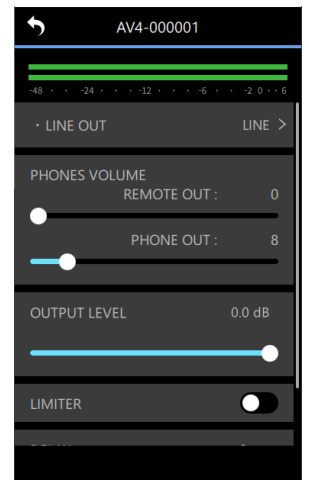 AV4-000001
-48 · · -24 · · · -12 · · · -6 · · -2 0 · · 6
・LINE OUT LINE >
PHONES VOLUME
REMOTE OUT : 0
PHONE OUT : 8
OUTPUT LEVEL 0.0 dB
LIMITER